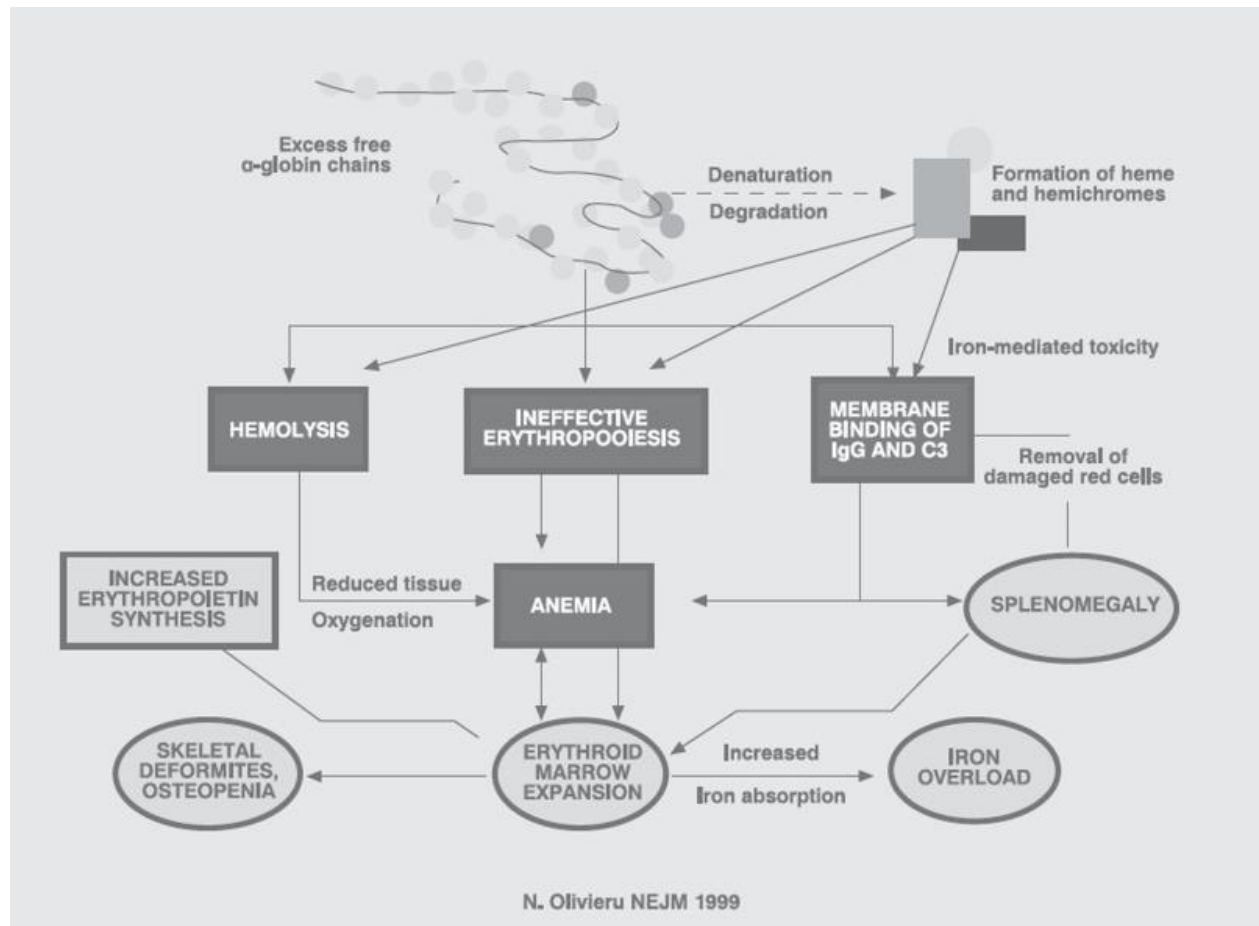 Excess free
α-globin chains
Denaturation
Degradation
Formation of heme
and hemichromes
Iron-mediated toxicity
HEMOLYSIS
INEFFECTIVE
ERYTHROPOOIESIS
MEMBRANE
BINDING OF
IgG AND C3
Removal of
damaged red cells
INCREASED
ERYTHROPOIETIN
SYNTHESIS
Reduced tissue
Oxygenation
ANEMIA
SPLENOMEGALY
SKELETAL
DEFORMITES,
OSTEOPENIA
ERYTHROID
MARROW
EXPANSION
Increased
Iron absorption
IRON
OVERLOAD
N. Olivieru NEJM 1999